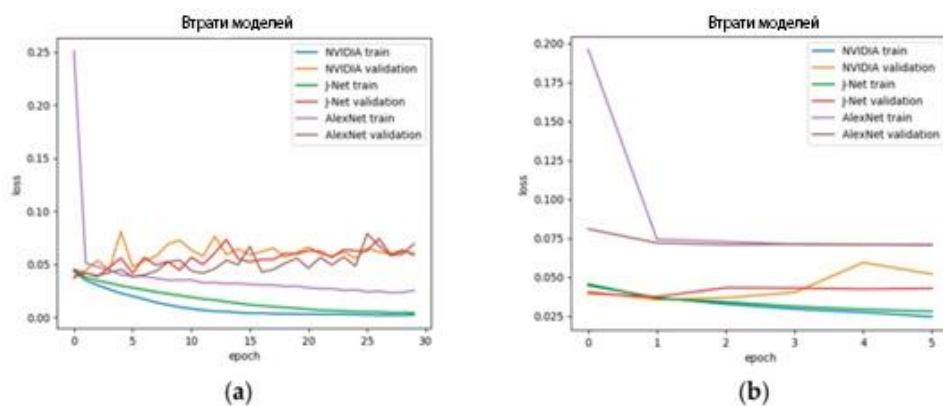 Втрати моделей
0.25
0.20
0.15
0.10
0.05
0.00
loss
NVIDIA train
NVIDIA validation
J-Net train
J-Net validation
AlexNet train
AlexNet validation
0 5 10 15 20 25 30
epoch
(a)
Втрати моделей
0.200
0.175
0.150
0.125
0.100
0.075
0.050
0.025
loss
NVIDIA train
NVIDIA validation
J-Net train
J-Net validation
AlexNet train
AlexNet validation
0 1 2 3 4 5
epoch
(b)